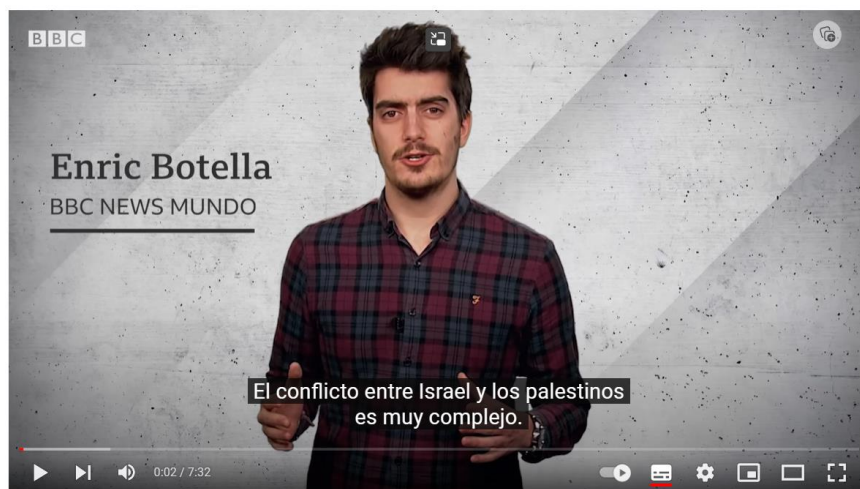 BBC
Enric Botella
BBC NEWS MUNDO
El conflicto entre Israel y los palestinos
es muy complejo.
0:02 / 7:32